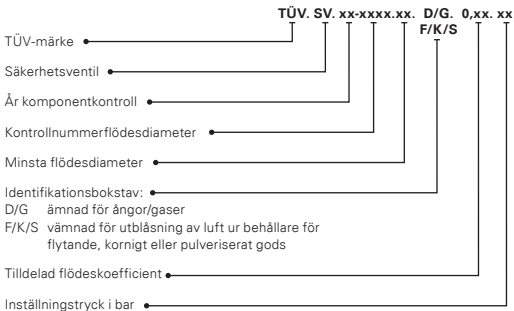 TÜV. SV. xx-xxxx.xx. D/G. 0,xx. xx
F/K/S
TÜV-märke
Säkerhetsventil
År komponentkontroll
Kontrollnummerflödesdiameter
Minsta flödesdiameter
Identifikationsbokstav:
D/G ämnad för ångor/gaser
F/K/S vämnad för utblåsning av luft ur behållare för
flytande, kornigt eller pulveriserat gods
Tilldelad flödeskoefficient
Inställningstryck i bar